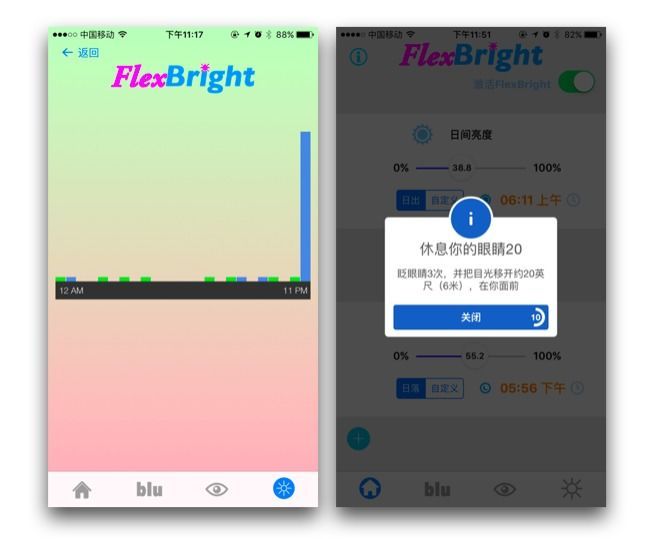 中国移动 下午11:17 88%
返回
FlexBright
12 AM 11 PM
blu
中国移动 下午11:51 82%
FlexBright
激活FlexBright
日间亮度
0% 38.8 100%
日出 自定义 06:11 上午
休息你的眼睛20
眨眼睛3次，并把目光移开约20英
尺（6米），在你面前
关闭 10
0% 55.2 100%
日落 自定义 05:56 下午
blu